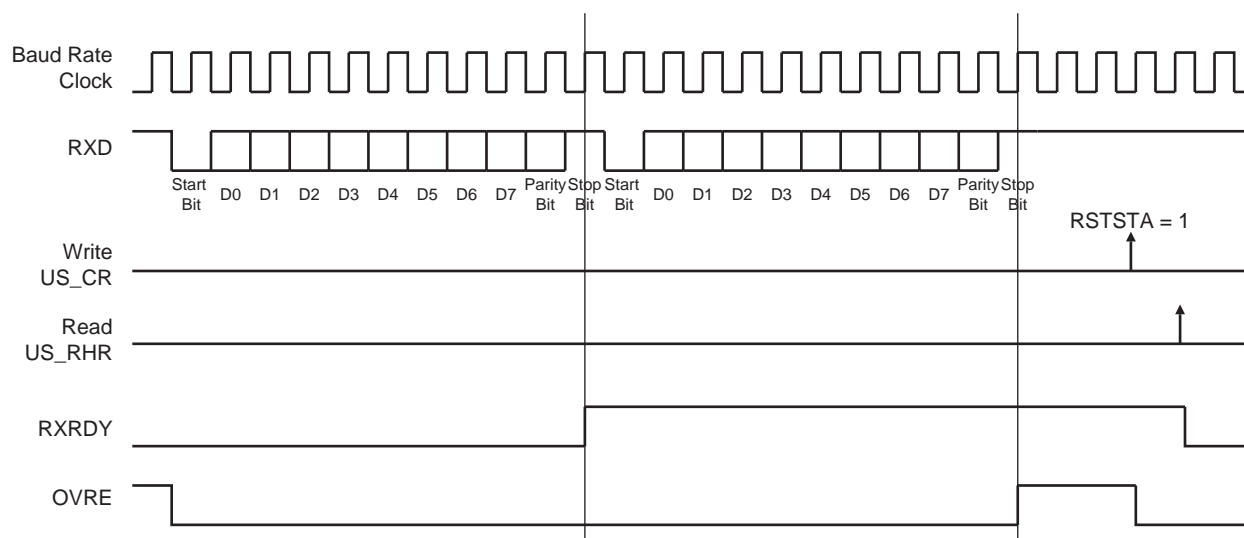 Baud Rate
Clock
RXD
Start
Bit
D0
D1
D2
D3
D4
D5
D6
D7
Parity
Bit
Stop
Bit
Start
Bit
D0
D1
D2
D3
D4
D5
D6
D7
Parity
Bit
Stop
Bit
RSTSTA = 1
Write
US_CR
Read
US_RHR
RXRDY
OVRE